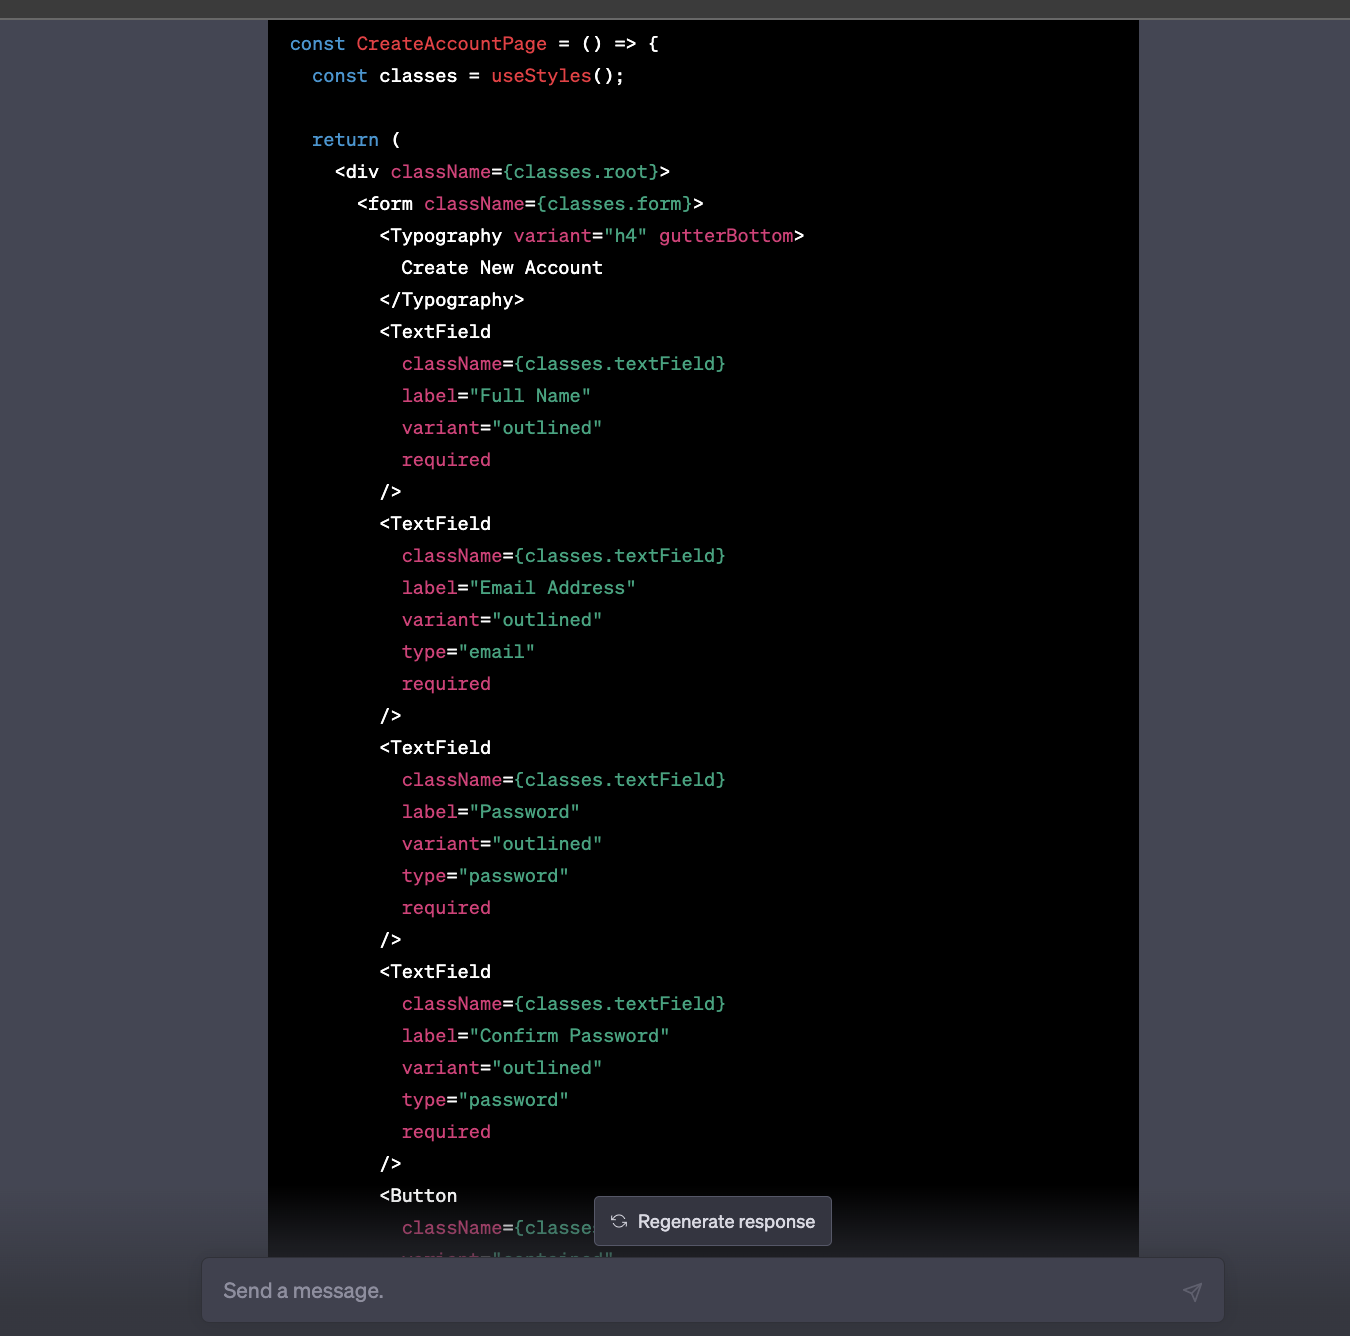 const CreateAccountPage = () => {
const classes = useStyles();
return (
<div className={classes.root}>
<form className={classes.form}>
<Typography variant="h4" gutterBottom>
Create New Account
</Typography>
<TextField
className={classes.textField}
label="Full Name"
variant="outlined"
required
/>
<TextField
className={classes.textField}
label="Email Address"
variant="outlined"
type="email"
required
/>
<TextField
className={classes.textField}
label="Password"
variant="outlined"
type="password"
required
/>
<TextField
className={classes.textField}
label="Confirm Password"
variant="outlined"
type="password"
required
/>
<Button
className={classes
Regenerate response
variant="contained"
Send a message.